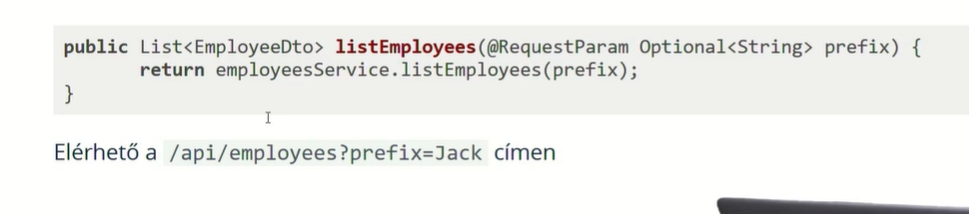 public List<EmployeeDto> listEmployees(@RequestParam Optional<String> prefix) {
return employeesService.listEmployees(prefix);
}
Elérhető a /api/employees?prefix=Jack címen